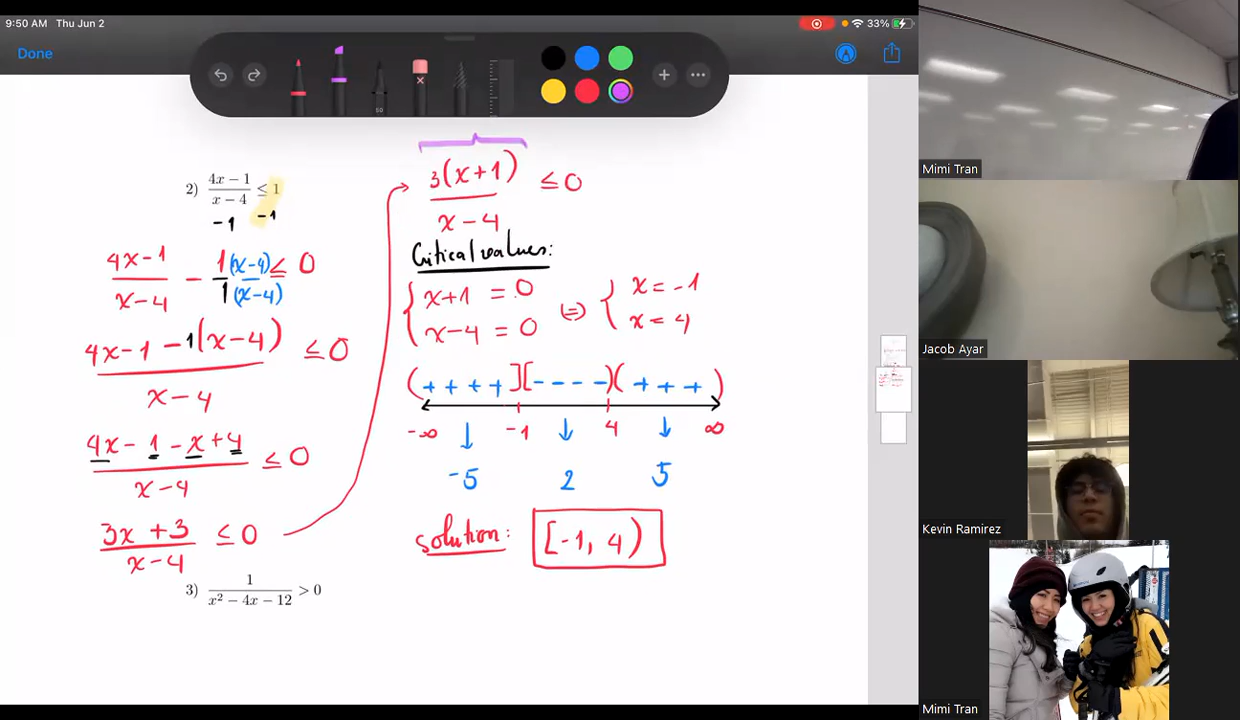 9:50 AM Thu Jun 2
33%
Done
50
2) (4x − 1)/(x − 4) ≤ 1
-1 -1
(4x-1)/(x-4) - 1(x-4)/1(x-4) ≤ 0
(4x-1 -1(x-4))/(x-4) ≤ 0
(4x-1-x+4)/(x-4) ≤ 0
(3x+3)/(x-4) ≤ 0
3(x+1)/(x-4) ≤ 0
Critical values:
{ x+1 = 0 (=) { x = -1
x-4 = 0 x = 4
(+ + + +][- - - -)(+ + +)
-∞ -1 4 ∞
↓ ↓ ↓
-5 2 5
solution: [-1, 4)
3) 1/(x² − 4x − 12) > 0
Mimi Tran
Jacob Ayar
Kevin Ramirez
Mimi Tran